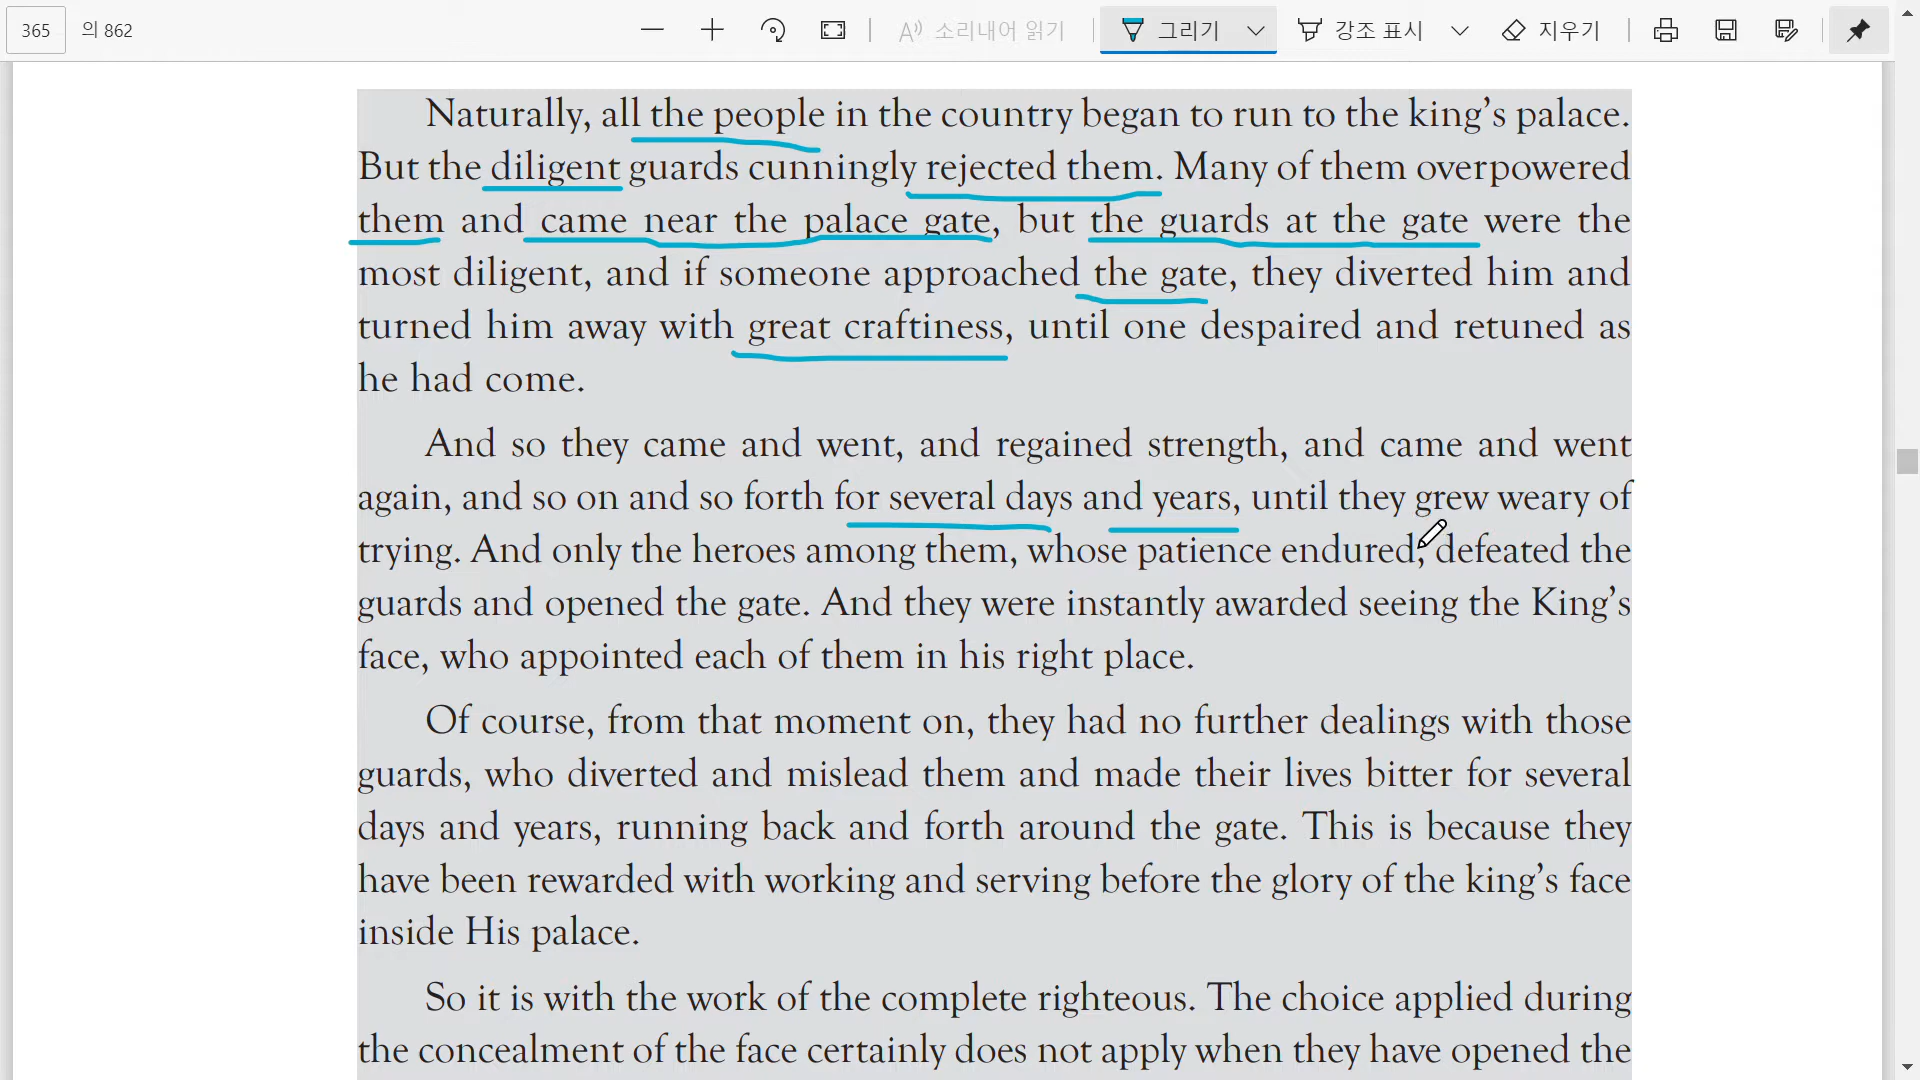 365 의 862 소리내어 읽기 그리기 강조 표시 지우기
Naturally, all the people in the country began to run to the king’s palace.
But the diligent guards cunningly rejected them. Many of them overpowered
them and came near the palace gate, but the guards at the gate were the
most diligent, and if someone approached the gate, they diverted him and
turned him away with great craftiness, until one despaired and retuned as
he had come.
And so they came and went, and regained strength, and came and went
again, and so on and so forth for several days and years, until they grew weary of
trying. And only the heroes among them, whose patience endured, defeated the
guards and opened the gate. And they were instantly awarded seeing the King’s
face, who appointed each of them in his right place.
Of course, from that moment on, they had no further dealings with those
guards, who diverted and mislead them and made their lives bitter for several
days and years, running back and forth around the gate. This is because they
have been rewarded with working and serving before the glory of the king’s face
inside His palace.
So it is with the work of the complete righteous. The choice applied during
the concealment of the face certainly does not apply when they have opened the